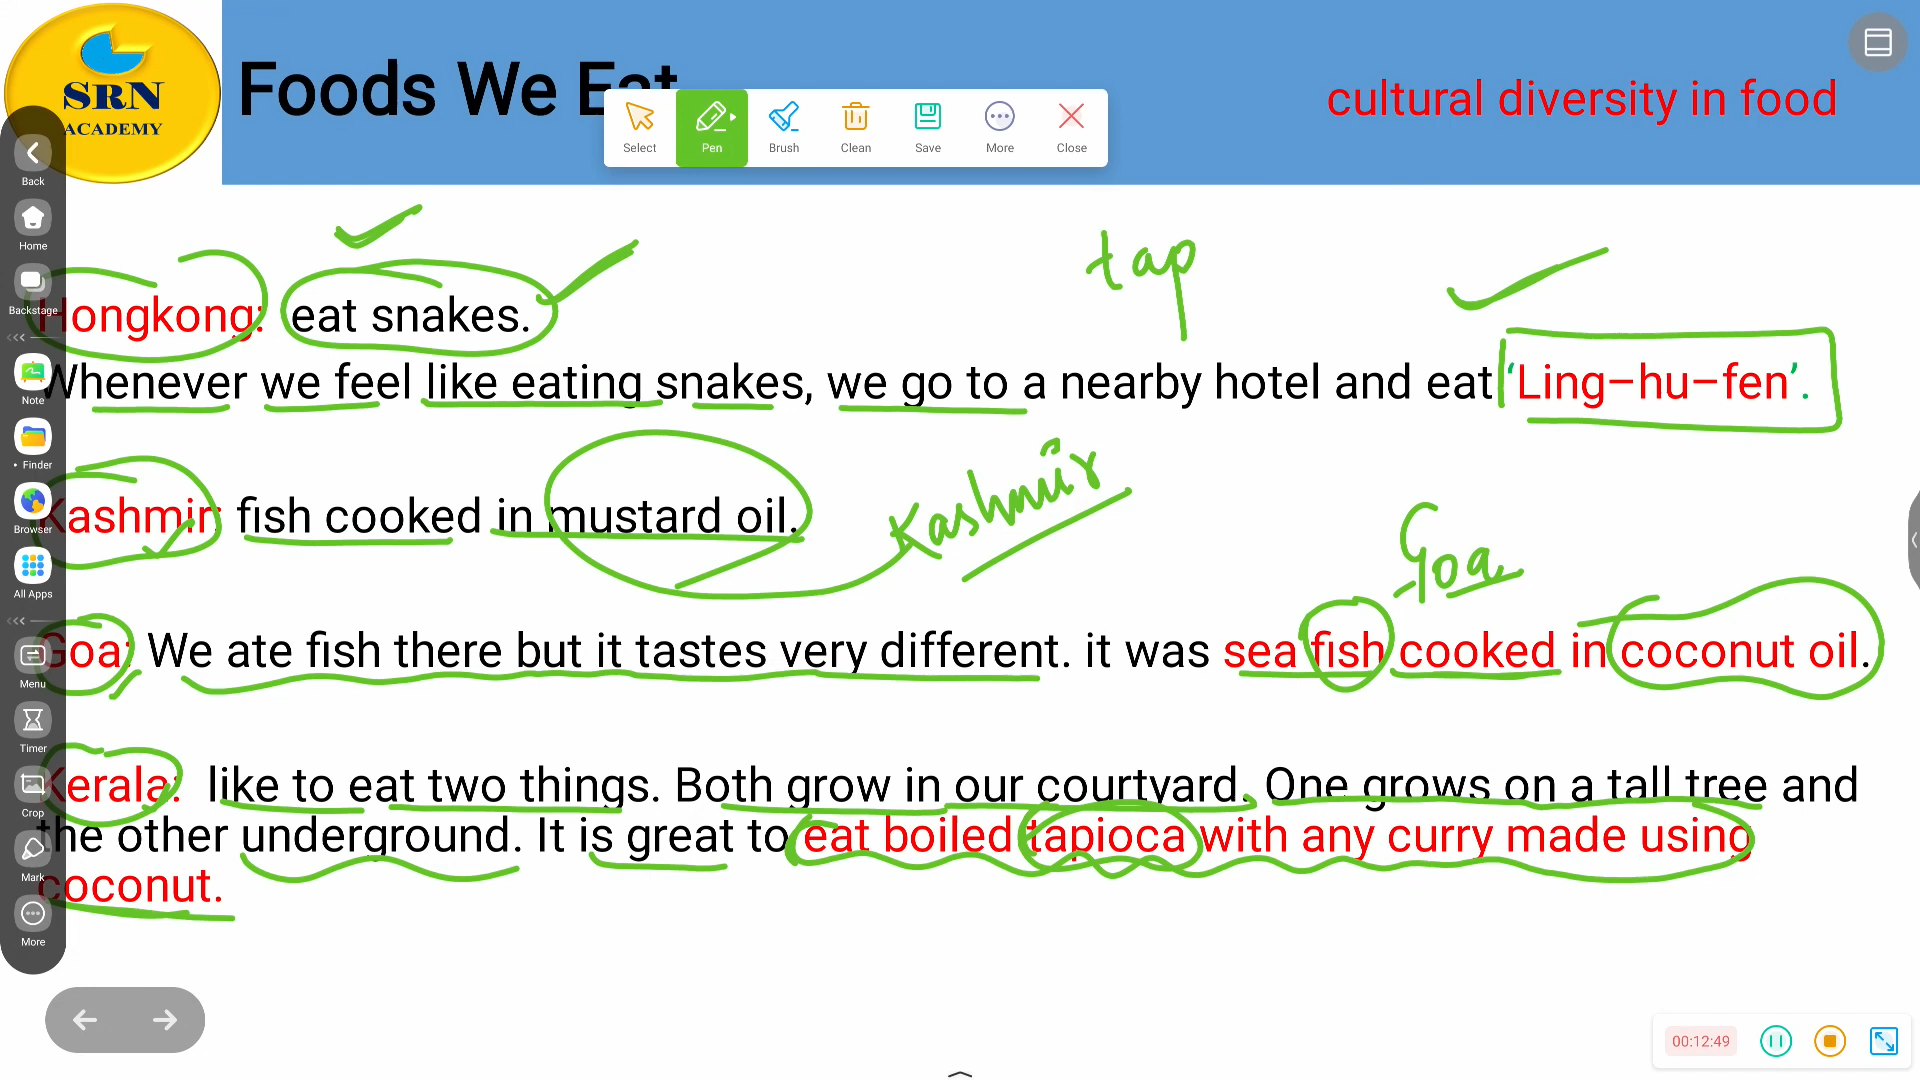 SRN
ACADEMY
Foods We Eat
cultural diversity in food
Select
Pen
Brush
Clean
Save
More
Close
Back
Home
Backstage
Note
Finder
Browser
All Apps
Menu
Timer
Crop
Mark
More
tap
Hongkong: eat snakes.
Whenever we feel like eating snakes, we go to a nearby hotel and eat ‘Ling–hu–fen’.
Kashmir: fish cooked in mustard oil.
Kashmir
Goa
Goa: We ate fish there but it tastes very different. it was sea fish cooked in coconut oil.
Kerala: like to eat two things. Both grow in our courtyard. One grows on a tall tree and
the other underground. It is great to eat boiled tapioca with any curry made using
coconut.
00:12:49